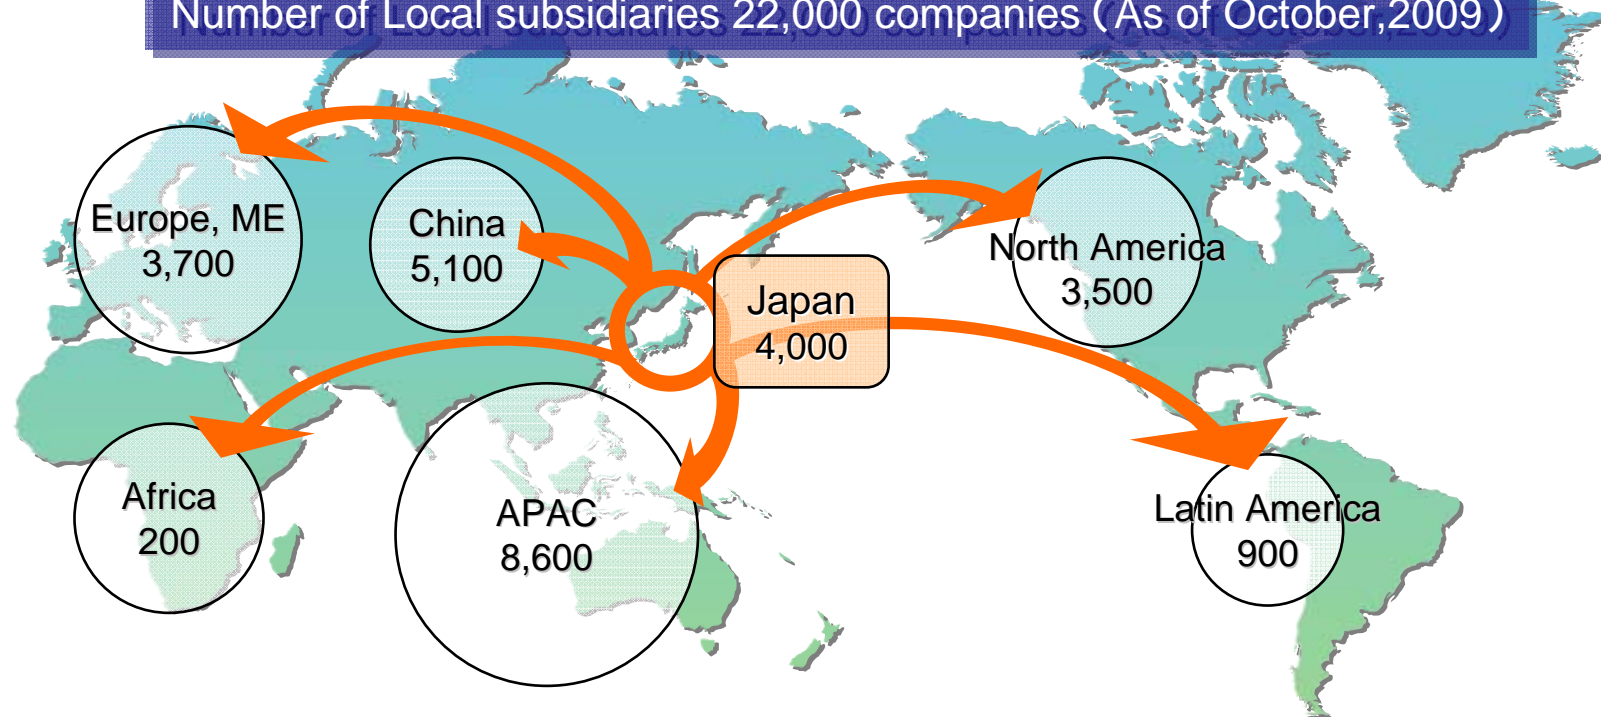 Number of Local subsidiaries 22,000 companies（As of October,2009）
Europe, ME
3,700
China
5,100
North America
3,500
Japan
4,000
Africa
200
APAC
8,600
Latin America
900